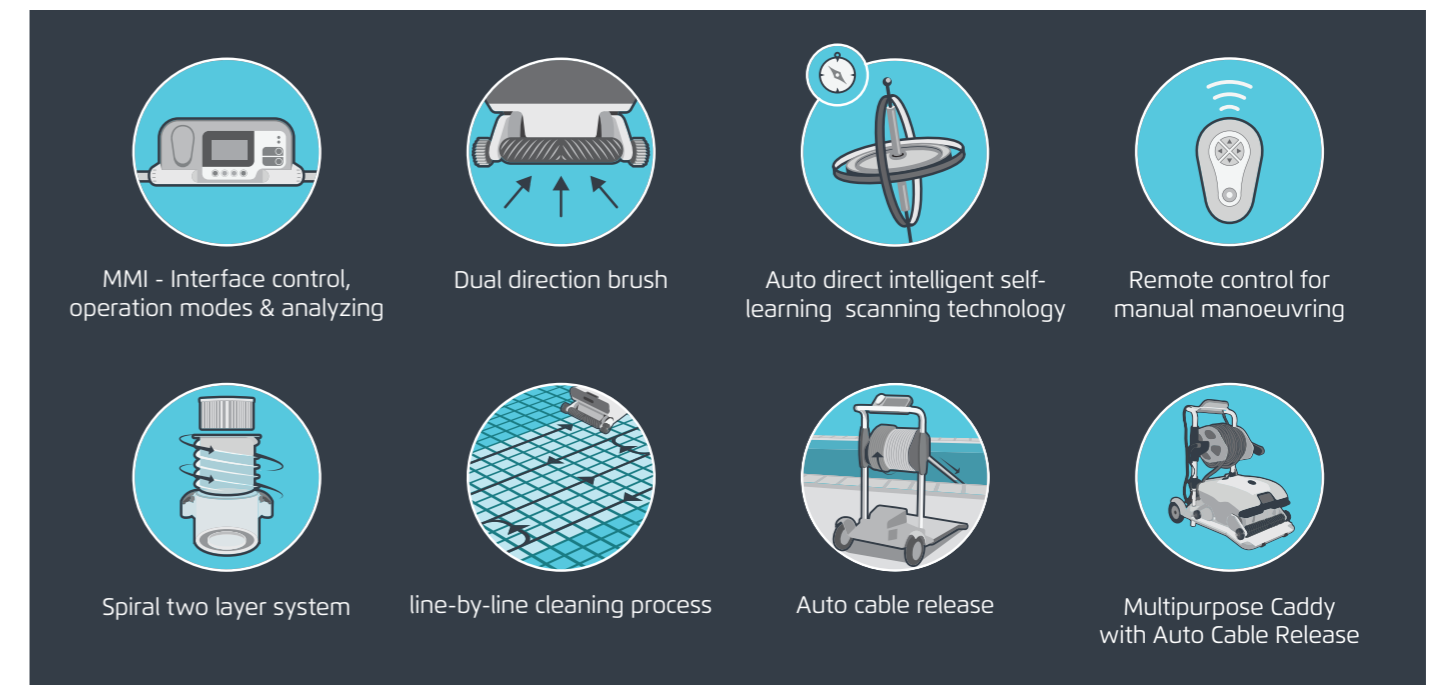 MMI - Interface control,
operation modes & analyzing
Dual direction brush
Auto direct intelligent self-
learning scanning technology
Remote control for
manual manoeuvring
Spiral two layer system
line-by-line cleaning process
Auto cable release
Multipurpose Caddy
with Auto Cable Release